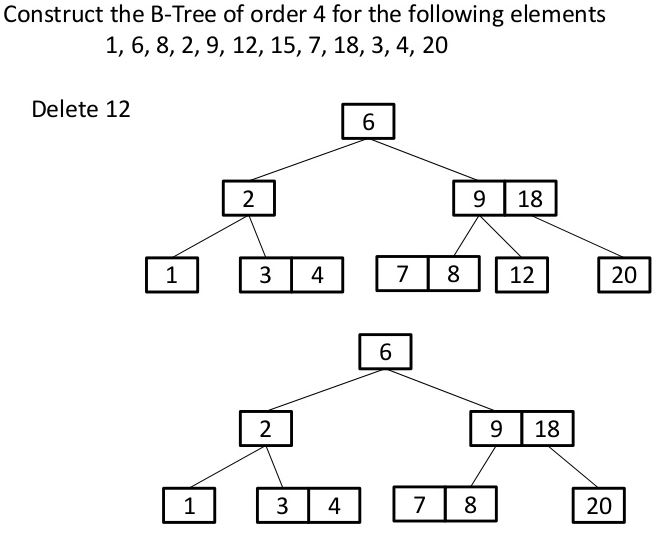 Construct the B-Tree of order 4 for the following elements
1, 6, 8, 2, 9, 12, 15, 7, 18, 3, 4, 20
Delete 12
6
2 9 18
1 3 4 7 8 12 20
6
2 9 18
1 3 4 7 8 20